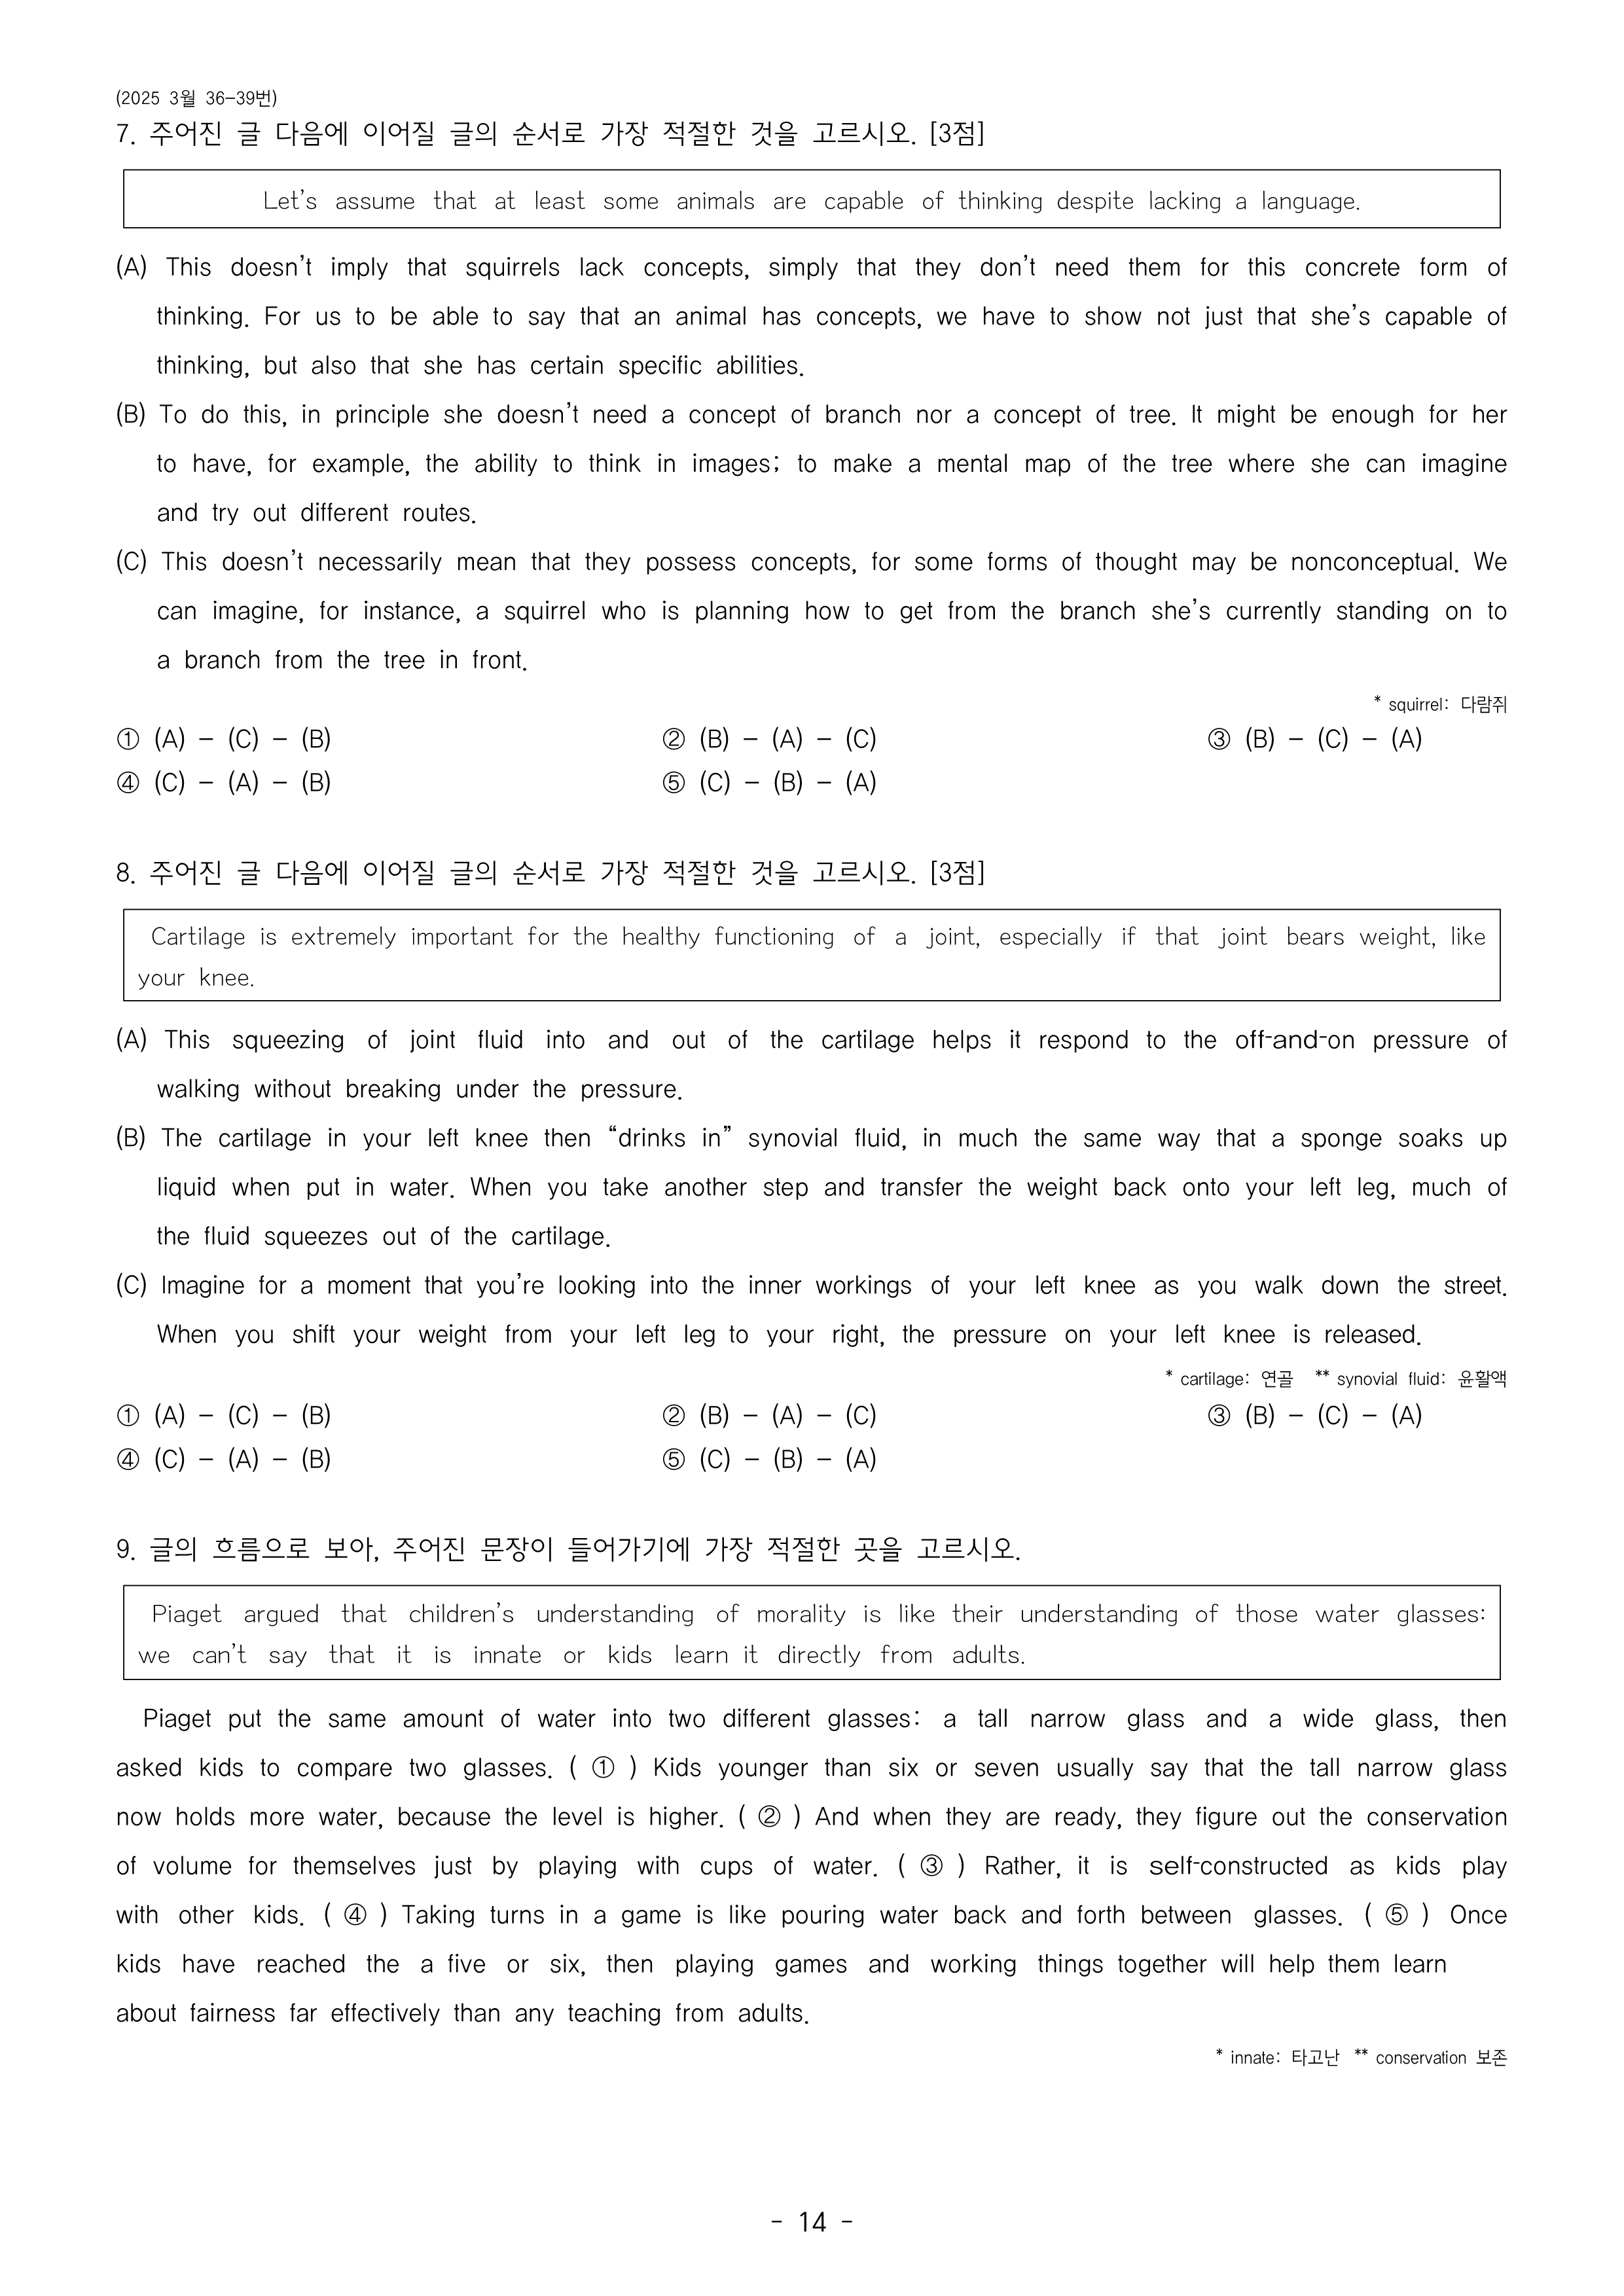 (2025 3월 36-39번)
7. 주어진 글 다음에 이어질 글의 순서로 가장 적절한 것을 고르시오. [3점]
Let's assume that at least some animals are capable of thinking despite lacking a language.
(A) This doesn't imply that squirrels lack concepts, simply that they don't need them for this concrete form of
thinking. For us to be able to say that an animal has concepts, we have to show not just that she's capable of
thinking, but also that she has certain specific abilities.
(B) To do this, in principle she doesn't need a concept of branch nor a concept of tree. It might be enough for her
to have, for example, the ability to think in images; to make a mental map of the tree where she can imagine
and try out different routes.
(C) This doesn't necessarily mean that they possess concepts, for some forms of thought may be nonconceptual. We
can imagine, for instance, a squirrel who is planning how to get from the branch she's currently standing on to
a branch from the tree in front.
* squirrel: 다람쥐
① (A) - (C) - (B) ② (B) - (A) - (C) ③ (B) - (C) - (A)
④ (C) - (A) - (B) ⑤ (C) - (B) - (A)
8. 주어진 글 다음에 이어질 글의 순서로 가장 적절한 것을 고르시오. [3점]
Cartilage is extremely important for the healthy functioning of a joint, especially if that joint bears weight, like
your knee.
(A) This squeezing of joint fluid into and out of the cartilage helps it respond to the off-and-on pressure of
walking without breaking under the pressure.
(B) The cartilage in your left knee then “drinks in” synovial fluid, in much the same way that a sponge soaks up
liquid when put in water. When you take another step and transfer the weight back onto your left leg, much of
the fluid squeezes out of the cartilage.
(C) Imagine for a moment that you're looking into the inner workings of your left knee as you walk down the street.
When you shift your weight from your left leg to your right, the pressure on your left knee is released.
* cartilage: 연골 ** synovial fluid: 윤활액
① (A) - (C) - (B) ② (B) - (A) - (C) ③ (B) - (C) - (A)
④ (C) - (A) - (B) ⑤ (C) - (B) - (A)
9. 글의 흐름으로 보아, 주어진 문장이 들어가기에 가장 적절한 곳을 고르시오.
Piaget argued that children's understanding of morality is like their understanding of those water glasses:
we can't say that it is innate or kids learn it directly from adults.
Piaget put the same amount of water into two different glasses: a tall narrow glass and a wide glass, then
asked kids to compare two glasses. ( ① ) Kids younger than six or seven usually say that the tall narrow glass
now holds more water, because the level is higher. ( ② ) And when they are ready, they figure out the conservation
of volume for themselves just by playing with cups of water. ( ③ ) Rather, it is self-constructed as kids play
with other kids. ( ④ ) Taking turns in a game is like pouring water back and forth between glasses. ( ⑤ ) Once
kids have reached the a five or six, then playing games and working things together will help them learn
about fairness far effectively than any teaching from adults.
* innate: 타고난 ** conservation 보존
- 14 -